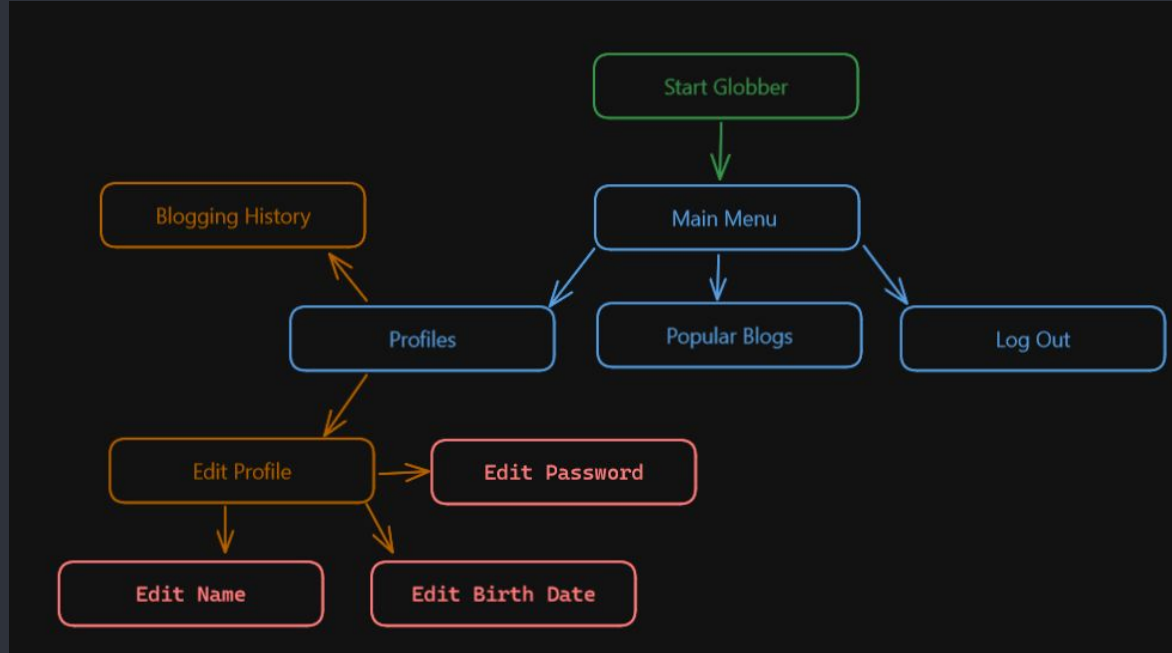 Start Globber
Blogging History
Main Menu
Profiles
Popular Blogs
Log Out
Edit Profile
Edit Password
Edit Name
Edit Birth Date